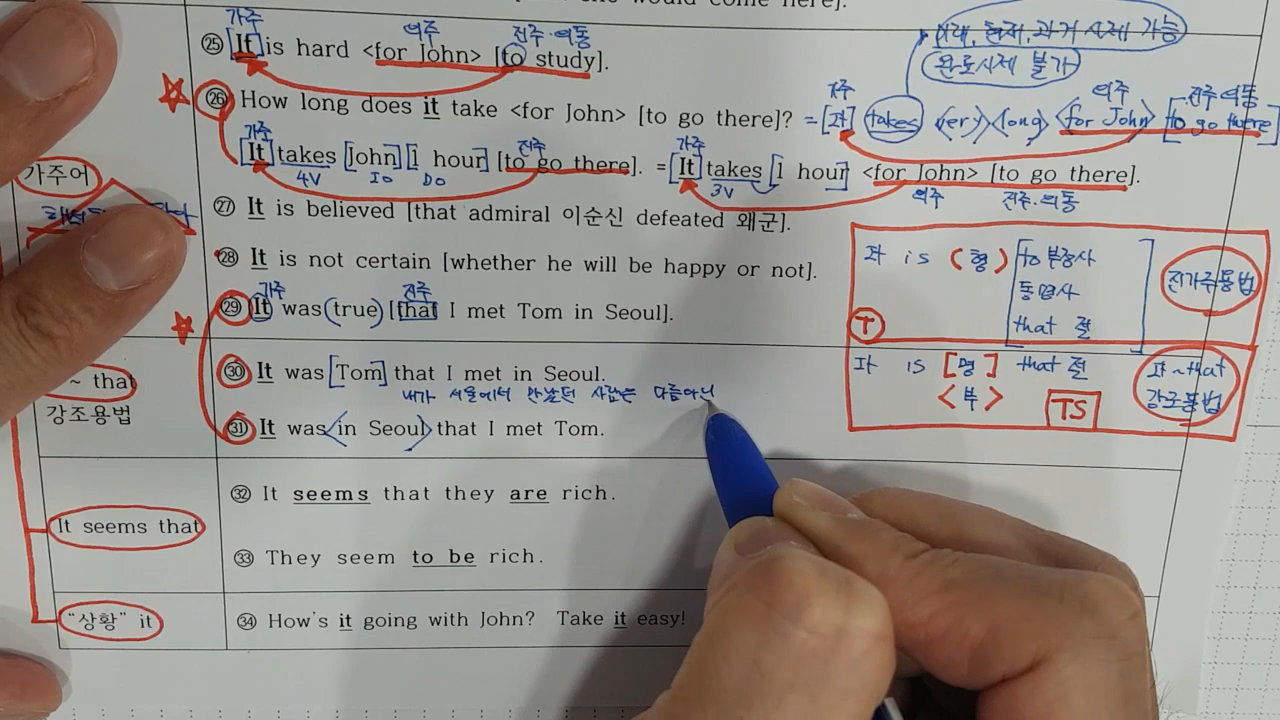 would come here].
가주 의주 진주·의동
㉕ [It] is hard <for John> [to study].
미래, 현재, 과거 시제 가능
완료시제 불가
㉖ How long does it take <for John> [to go there]? = [It] takes <long> <for John> [to go there]
가주 의주 진주·의동
가주 진주 가주
[It] takes [John] [1 hour] [to go there]. = [It] takes [1 hour] <for John> [to go there].
4V IO DO 3V 의주 진주·의동
가주어
㉗ It is believed [that admiral 이순신 defeated 왜군].
㉘ It is not certain [whether he will be happy or not].
가주 진주
㉙ It was (true) [that I met Tom in Seoul].
It is (형) [to부정사
동명사
that 절]
진가주용법
T
~ that
강조용법
㉚ It was [Tom] that I met in Seoul.
내가 서울에서 만났던 사람은 다름아닌
㉛ It was <in Seoul> that I met Tom.
It is [명] that 절
<부>
TS
It~that
강조용법
It seems that
㉜ It seems that they are rich.
㉝ They seem to be rich.
"상황" it
㉞ How's it going with John? Take it easy!